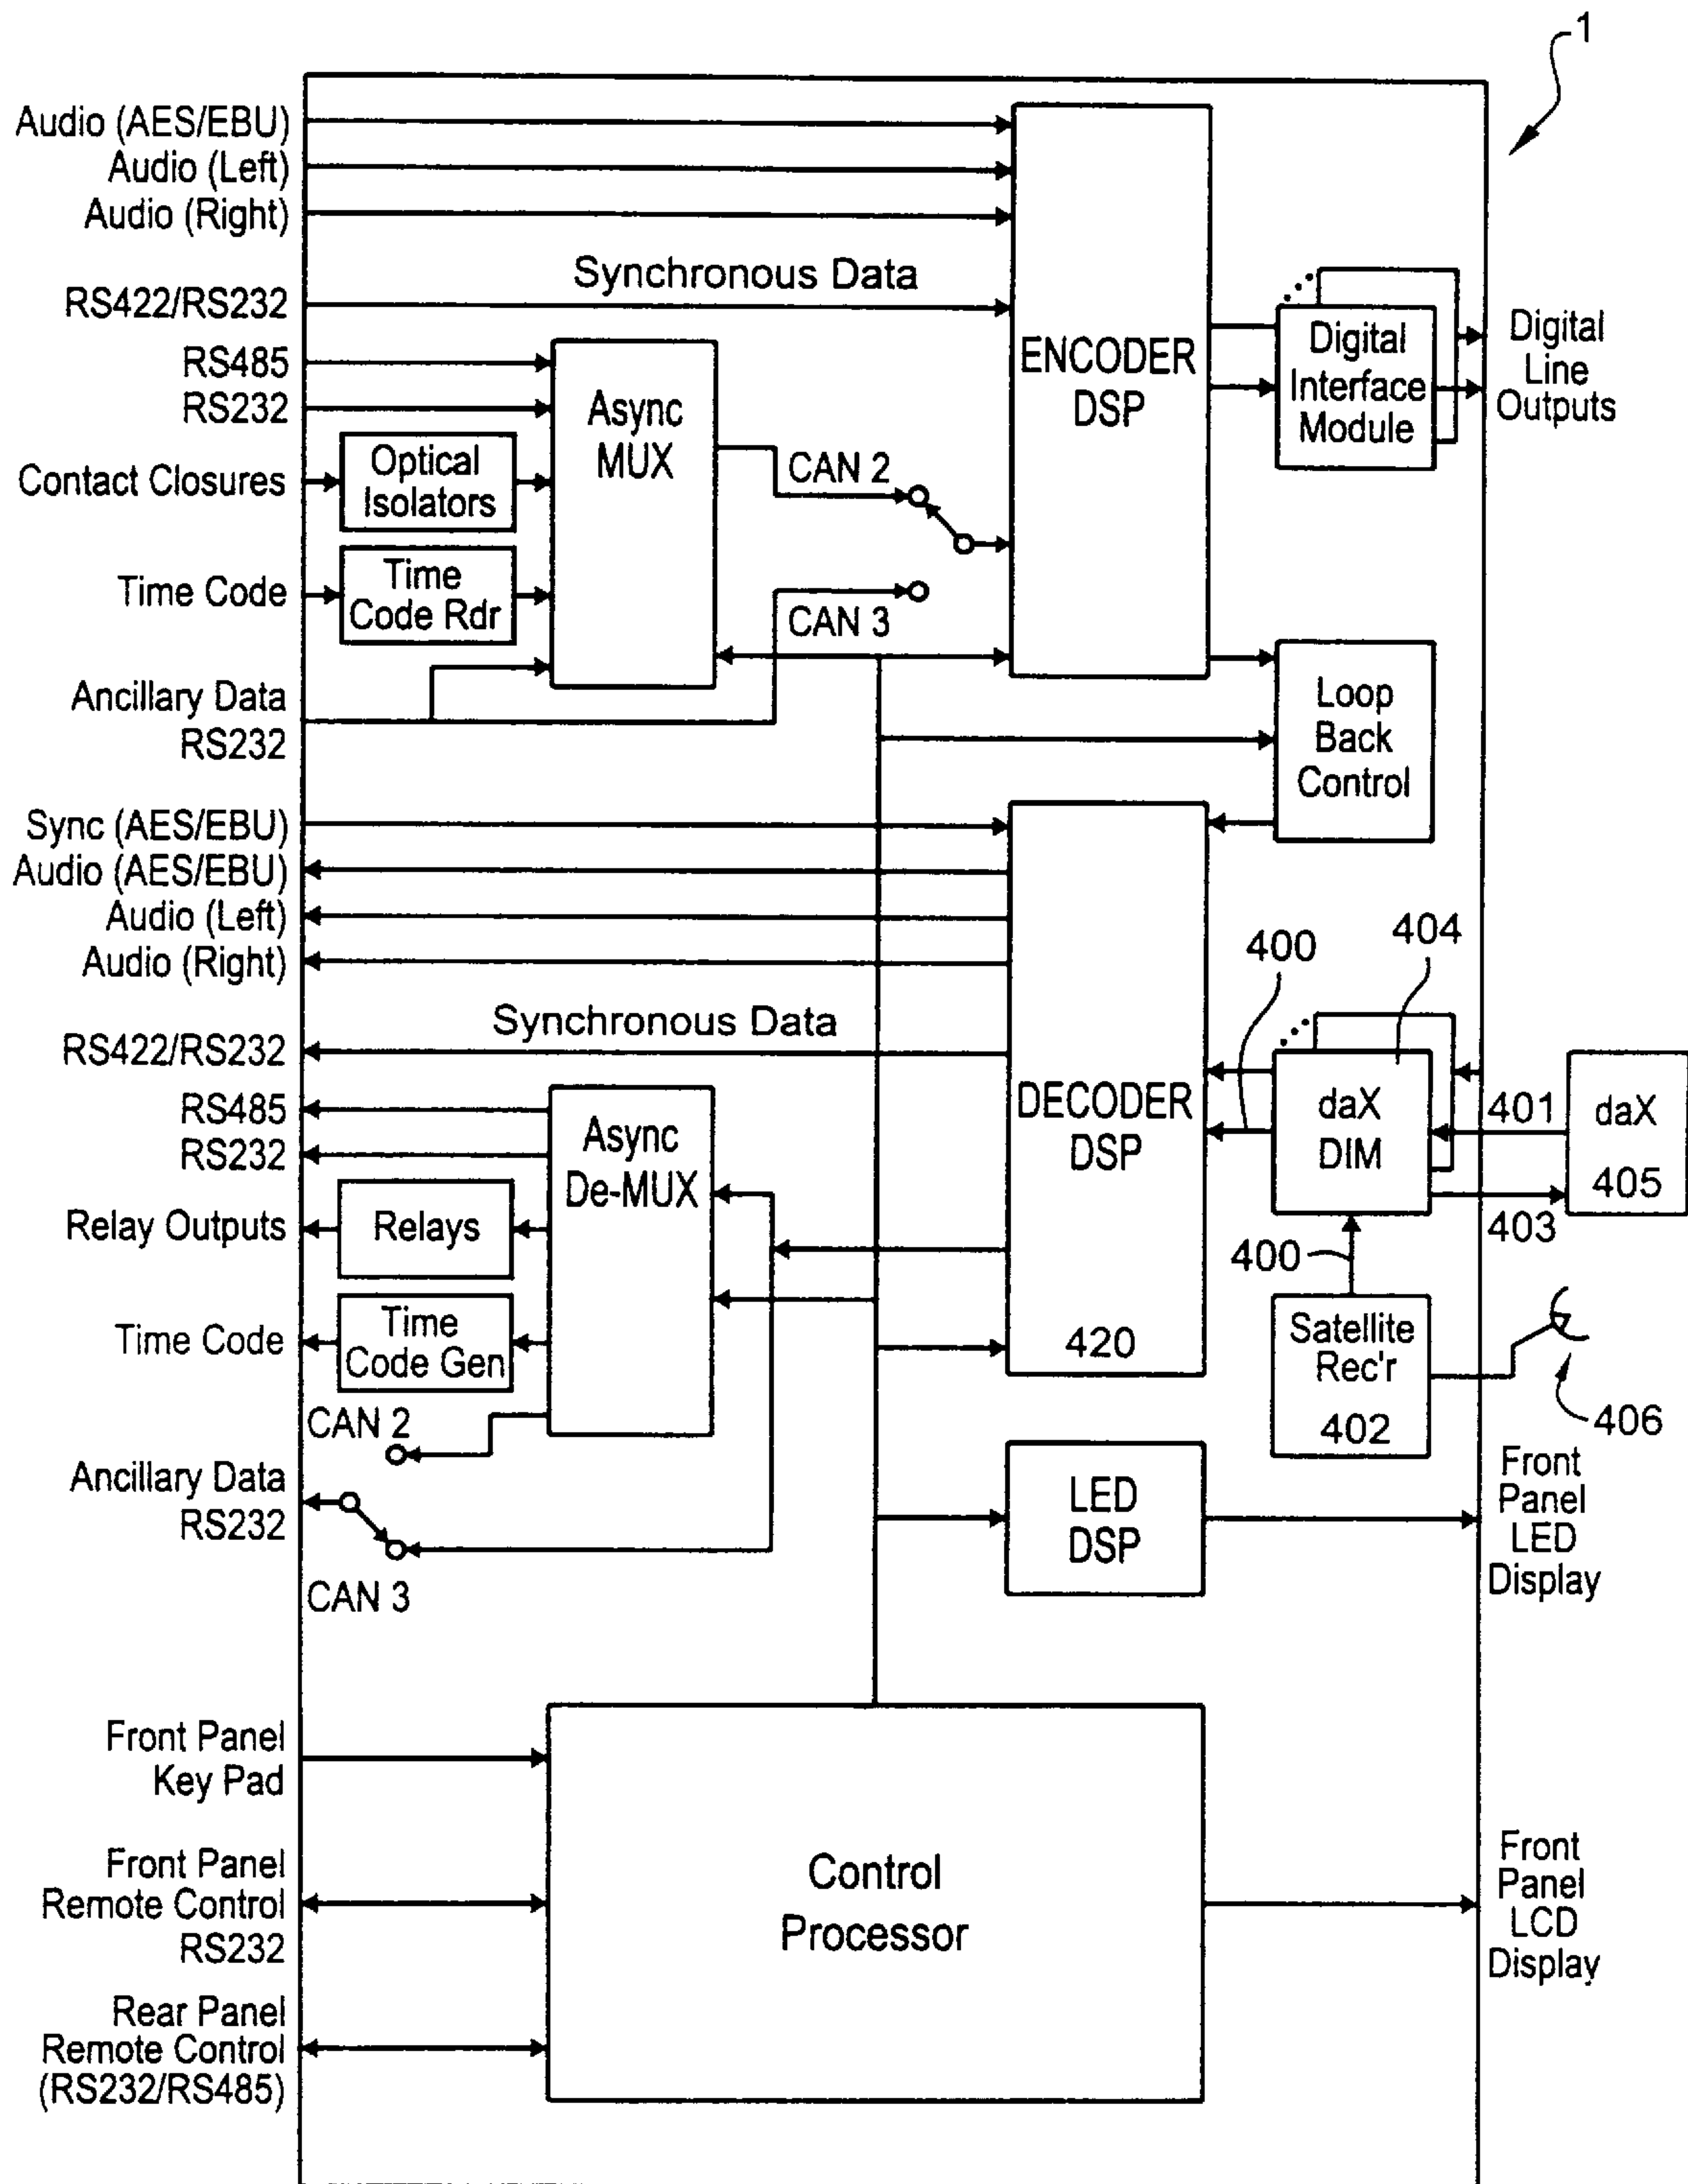 1
Audio (AES/EBU)
Audio (Left)
Audio (Right)
Synchronous Data
RS422/RS232
RS485
RS232
Contact Closures
Optical
Isolators
Time Code
Time
Code Rdr
Ancillary Data
RS232
Async
MUX
CAN 2
CAN 3
ENCODER
DSP
Digital
Interface
Module
Digital
Line
Outputs
Loop
Back
Control
Sync (AES/EBU)
Audio (AES/EBU)
Audio (Left)
Audio (Right)
Synchronous Data
RS422/RS232
RS485
RS232
Relay Outputs
Relays
Time Code
Time
Code Gen
Async
De-MUX
CAN 2
Ancillary Data
RS232
CAN 3
DECODER
DSP
420
400
404
daX
DIM
401
403
daX
405
400
Satellite
Rec'r
402
406
LED
DSP
Front
Panel
LED
Display
Front Panel
Key Pad
Front Panel
Remote Control
RS232
Rear Panel
Remote Control
(RS232/RS485)
Control
Processor
Front
Panel
LCD
Display